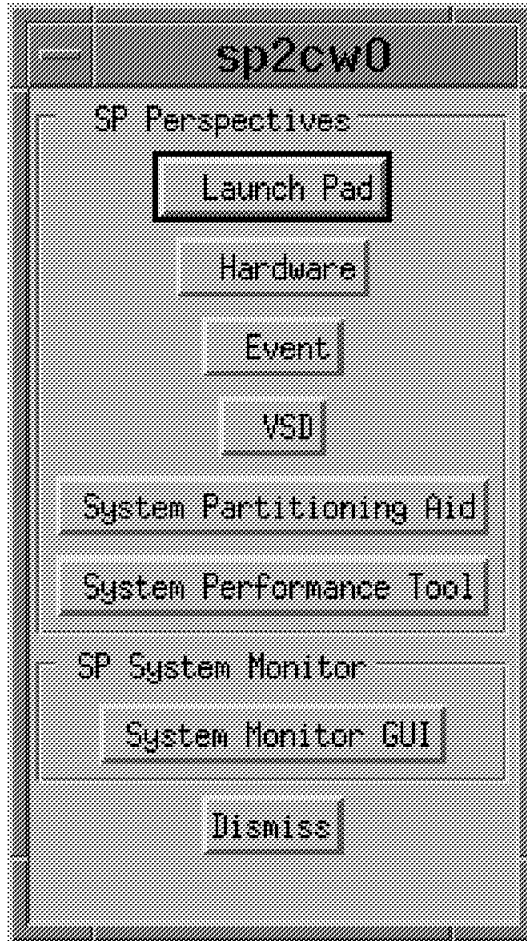 sp2cw0
SP Perspectives
Launch Pad
Hardware
Event
VSD
System Partitioning Aid
System Performance Tool
SP System Monitor
System Monitor GUI
Dismiss